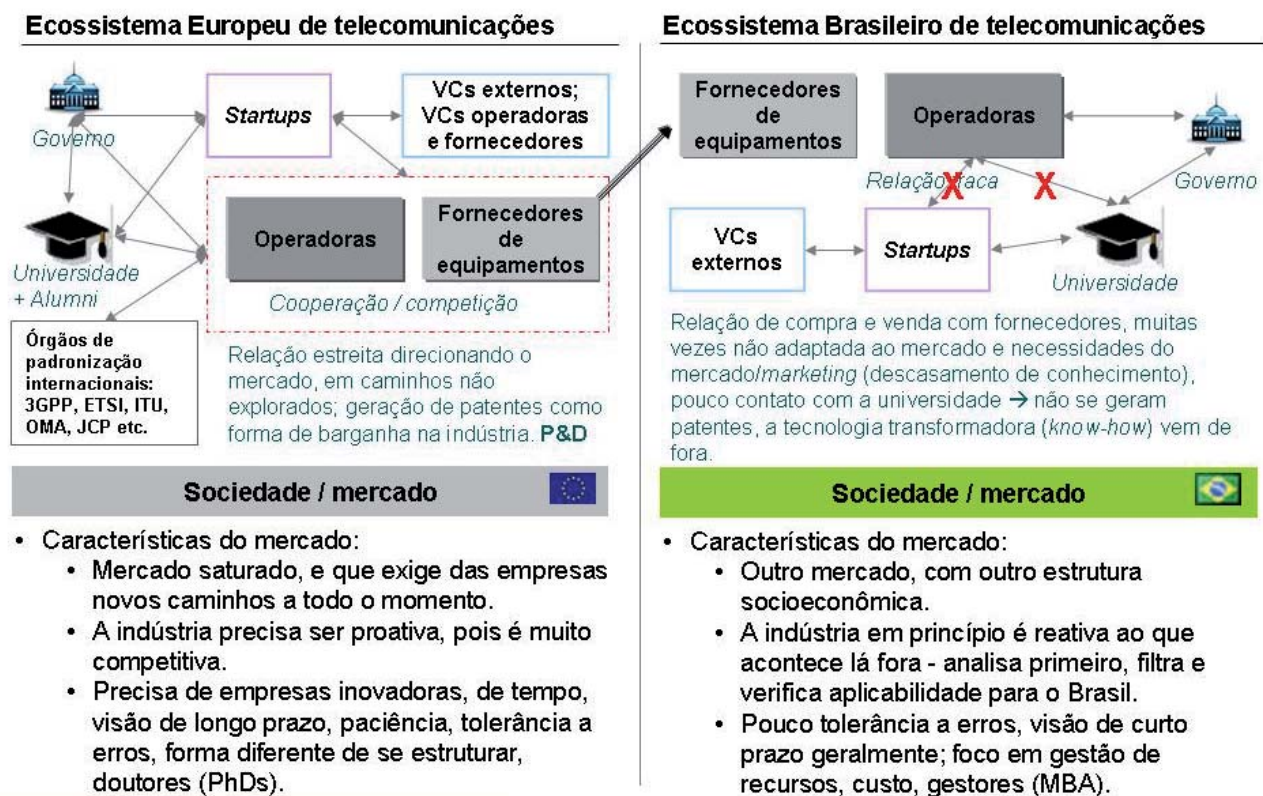 Ecossistema Europeu de telecomunicações
Governo
Startups
VCs externos;
VCs operadoras
e fornecedores
Universidade
+ Alumni
Operadoras
Fornecedores
de
equipamentos
Cooperação / competição
Órgãos de
padronização
internacionais:
3GPP, ETSI, ITU,
OMA, JCP etc.
Relação estreita direcionando o
mercado, em caminhos não
explorados; geração de patentes como
forma de barganha na indústria. P&D
Sociedade / mercado
• Características do mercado:
• Mercado saturado, e que exige das empresas
novos caminhos a todo o momento.
• A indústria precisa ser proativa, pois é muito
competitiva.
• Precisa de empresas inovadoras, de tempo,
visão de longo prazo, paciência, tolerância a
erros, forma diferente de se estruturar,
doutores (PhDs).
Ecossistema Brasileiro de telecomunicações
Fornecedores
de
equipamentos
Operadoras
Relação fraca
X X
Governo
VCs
externos
Startups
Universidade
Relação de compra e venda com fornecedores, muitas
vezes não adaptada ao mercado e necessidades do
mercado/marketing (descasamento de conhecimento),
pouco contato com a universidade → não se geram
patentes, a tecnologia transformadora (know-how) vem de
fora.
Sociedade / mercado
• Características do mercado:
• Outro mercado, com outro estrutura
socioeconômica.
• A indústria em princípio é reativa ao que
acontece lá fora - analisa primeiro, filtra e
verifica aplicabilidade para o Brasil.
• Pouco tolerância a erros, visão de curto
prazo geralmente; foco em gestão de
recursos, custo, gestores (MBA).